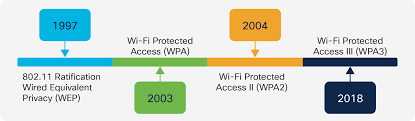 1997
802.11 Ratification
Wired Equivalent
Privacy (WEP)
Wi-Fi Protected
Access (WPA)
2003
2004
Wi-Fi Protected
Access II (WPA2)
Wi-Fi Protected
Access III (WPA3)
2018